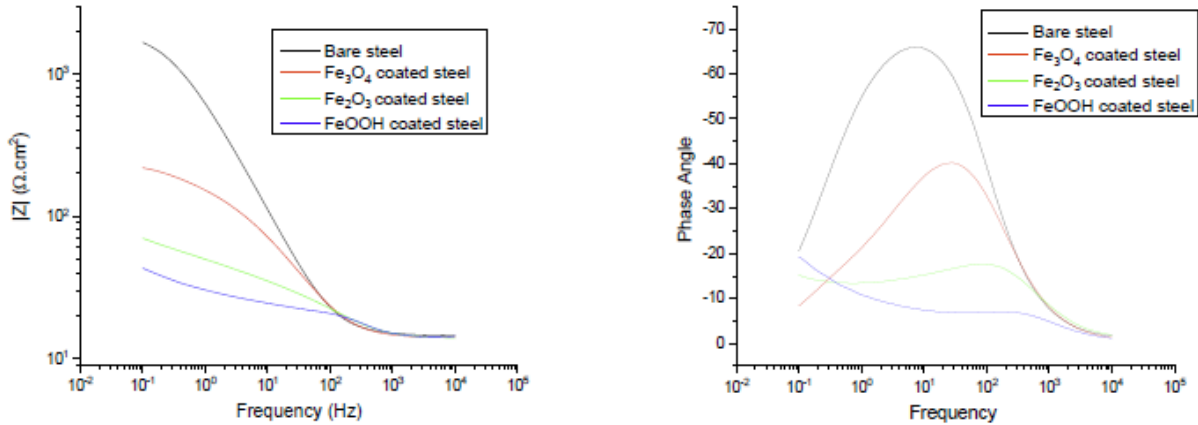 Bare steel
Fe₃O₄ coated steel
Fe₂O₃ coated steel
FeOOH coated steel
|Z| (Ω.cm²)
10³
10²
10¹
10⁻² 10⁻¹ 10⁰ 10¹ 10² 10³ 10⁴ 10⁵
Frequency (Hz)
Bare steel
Fe₃O₄ coated steel
Fe₂O₃ coated steel
FeOOH coated steel
Phase Angle
-70
-60
-50
-40
-30
-20
-10
0
10⁻² 10⁻¹ 10⁰ 10¹ 10² 10³ 10⁴ 10⁵
Frequency